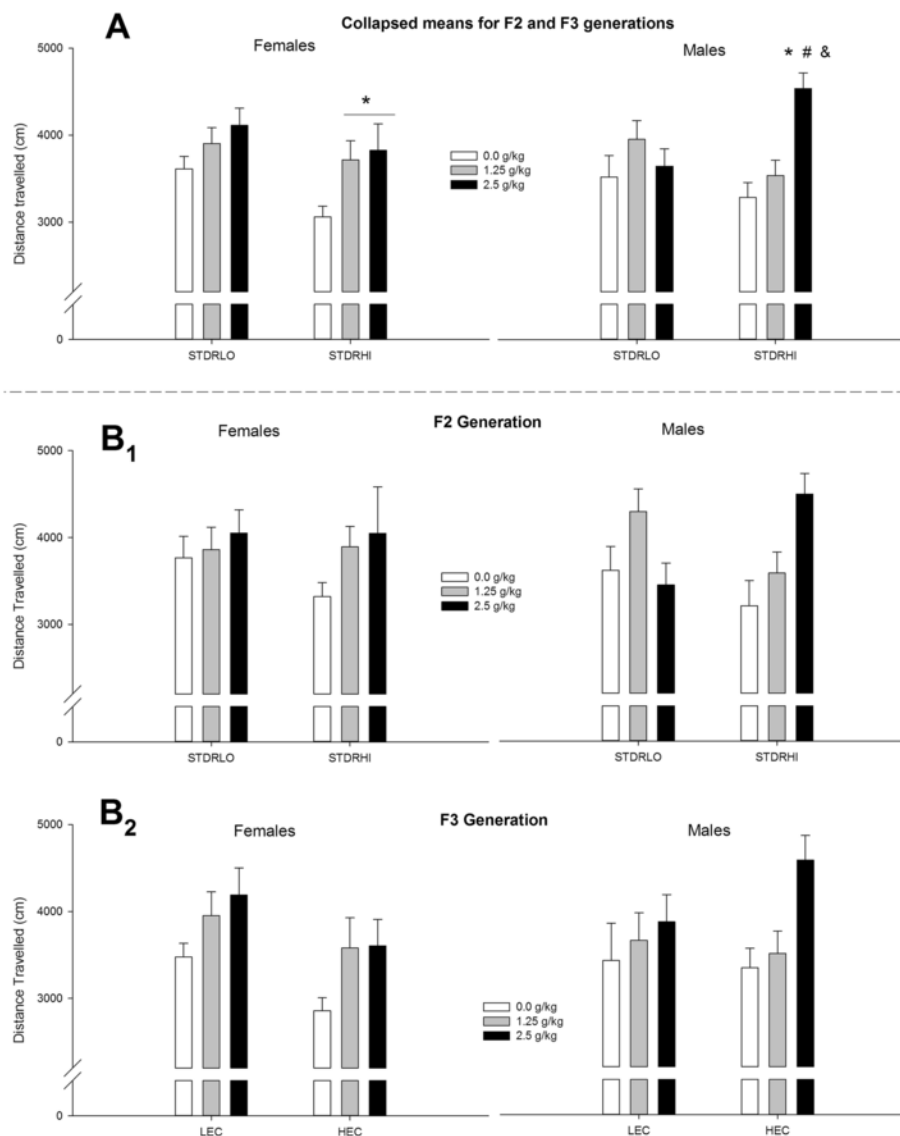 A
Collapsed means for F2 and F3 generations
Females
Males
* # &
*
5000
4000
3000
0
Distance travelled (cm)
0.0 g/kg
1.25 g/kg
2.5 g/kg
STDRLO STDRHI STDRLO STDRHI
B1
F2 Generation
Females
Males
5000
4000
3000
0
Distance Travelled (cm)
0.0 g/kg
1.25 g/kg
2.5 g/kg
STDRLO STDRHI STDRLO STDRHI
B2
F3 Generation
Females
Males
5000
4000
3000
0
Distance Travelled (cm)
0.0 g/kg
1.25 g/kg
2.5 g/kg
LEC HEC LEC HEC